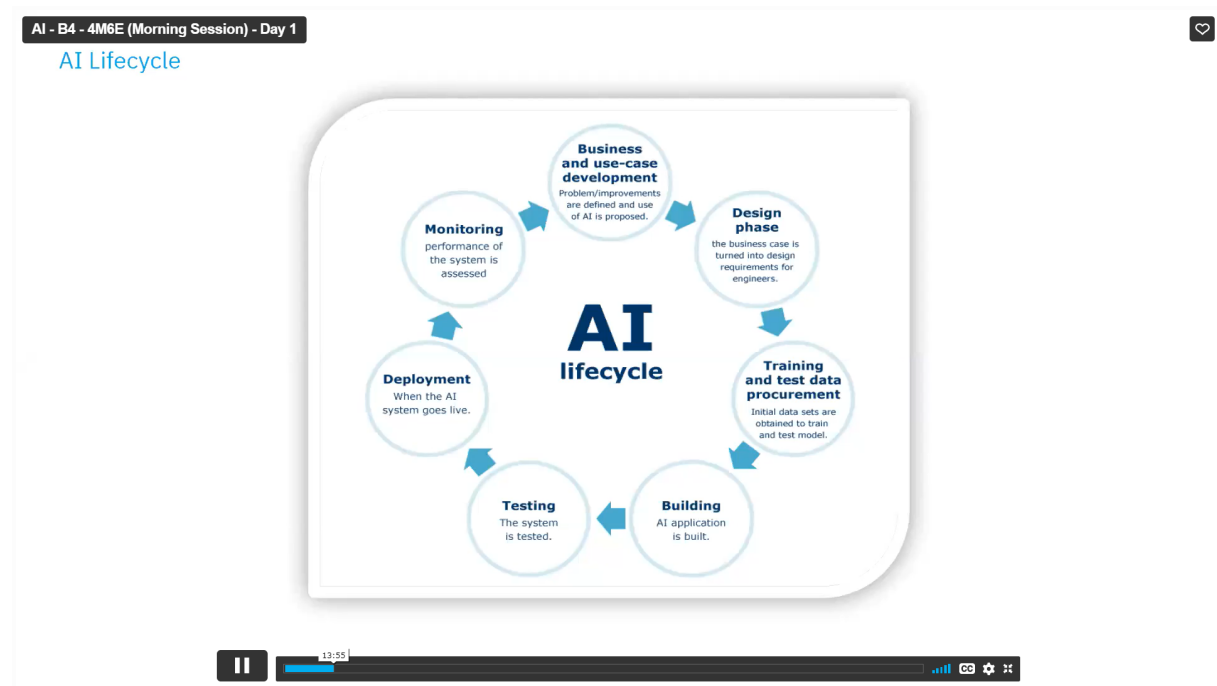 AI - B4 - 4M6E (Morning Session) - Day 1
AI Lifecycle
Business
and use-case
development
Problem/improvements
are defined and use
of AI is proposed.
Design
phase
the business case is
turned into design
requirements for
engineers.
Training
and test data
procurement
Initial data sets are
obtained to train
and test model.
Building
AI application
is built.
Testing
The system
is tested.
Deployment
When the AI
system goes live.
Monitoring
performance of
the system is
assessed
AI
lifecycle
13:55
CC